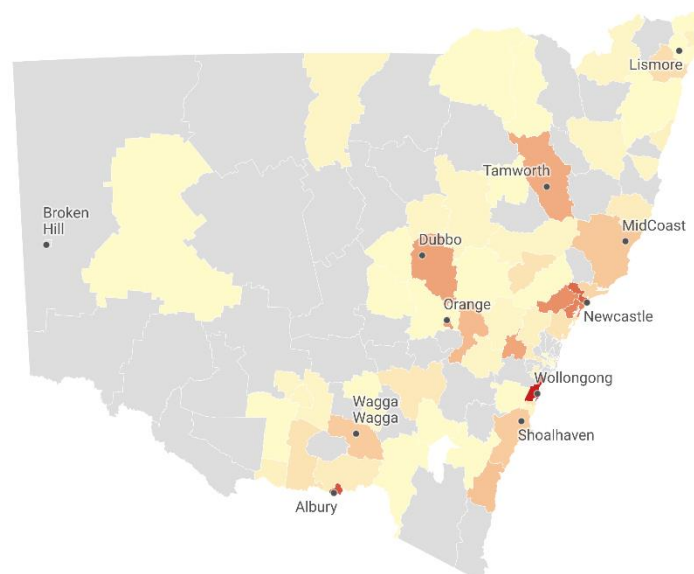 Lismore
Tamworth
Broken
Hill
MidCoast
Dubbo
Newcastle
Orange
Wollongong
Wagga
Wagga
Shoalhaven
Albury